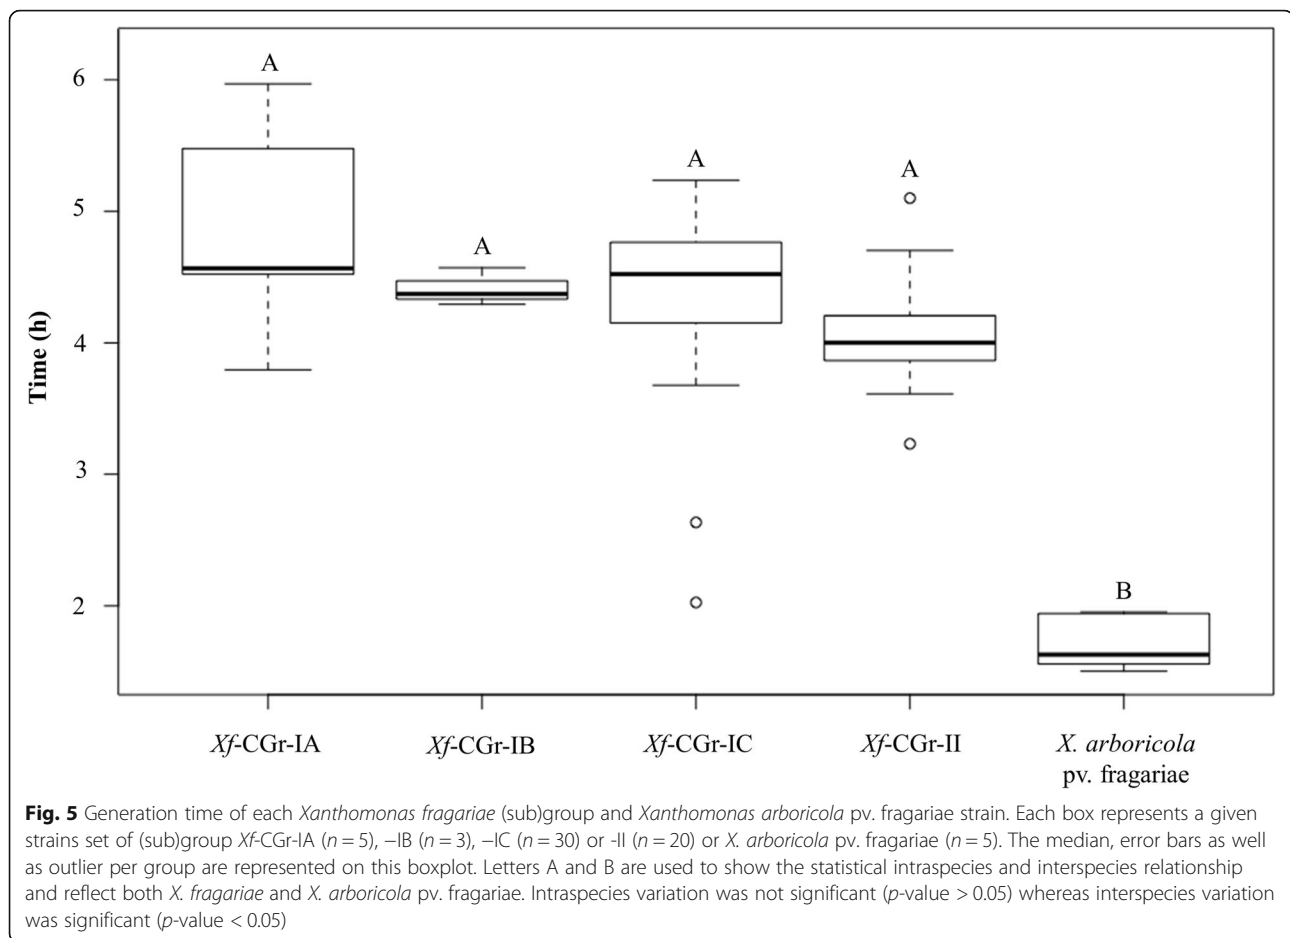 A
A
A
A
B
6
5
4
3
2
Time (h)
Xf-CGr-IA
Xf-CGr-IB
Xf-CGr-IC
Xf-CGr-II
X. arboricola
pv. fragariae
Fig. 5 Generation time of each Xanthomonas fragariae (sub)group and Xanthomonas arboricola pv. fragariae strain. Each box represents a given
strains set of (sub)group Xf-CGr-IA (n = 5), −IB (n = 3), −IC (n = 30) or -II (n = 20) or X. arboricola pv. fragariae (n = 5). The median, error bars as well
as outlier per group are represented on this boxplot. Letters A and B are used to show the statistical intraspecies and interspecies relationship
and reflect both X. fragariae and X. arboricola pv. fragariae. Intraspecies variation was not significant (p-value > 0.05) whereas interspecies variation
was significant (p-value < 0.05)